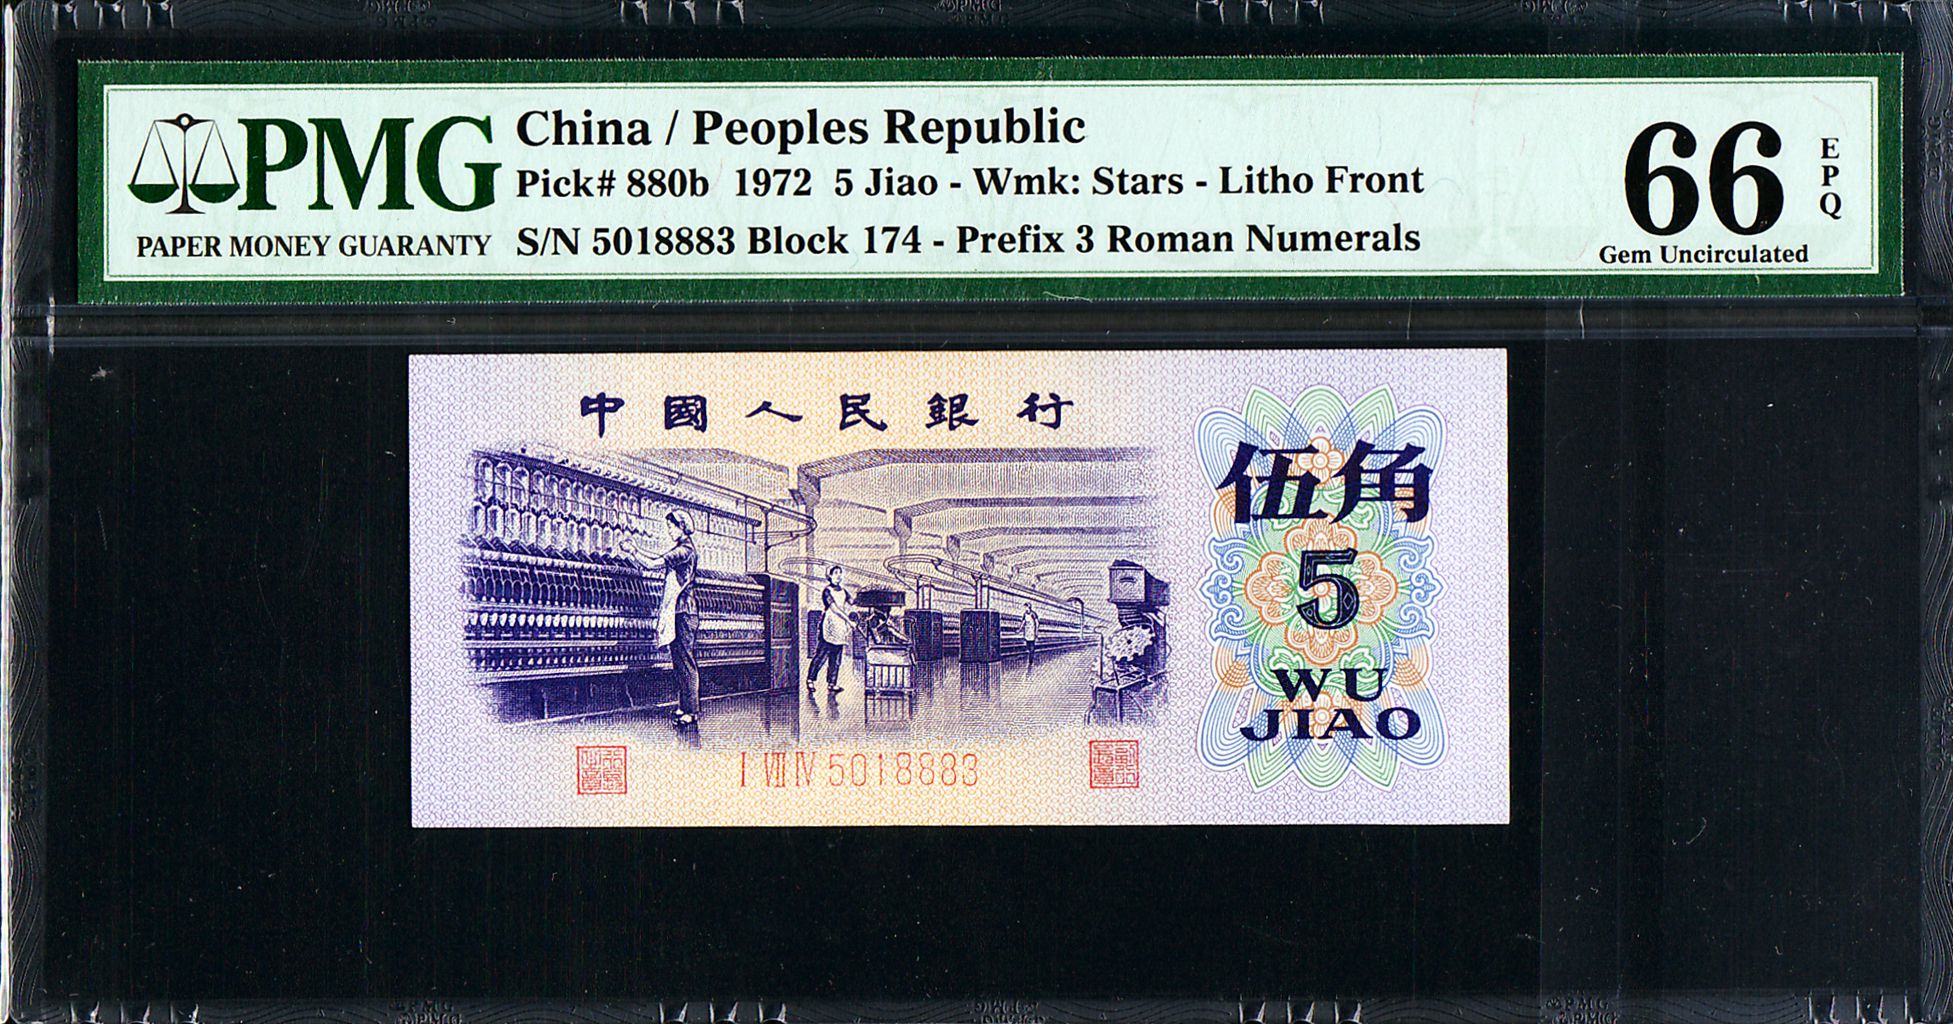 PMG
PAPER MONEY GUARANTY
China / Peoples Republic
Pick# 880b 1972 5 Jiao - Wmk: Stars - Litho Front
S/N 5018883 Block 174 - Prefix 3 Roman Numerals
66
EPQ
Gem Uncirculated
中國人民銀行
伍角
5
WU
JIAO
I VII IV 5018883